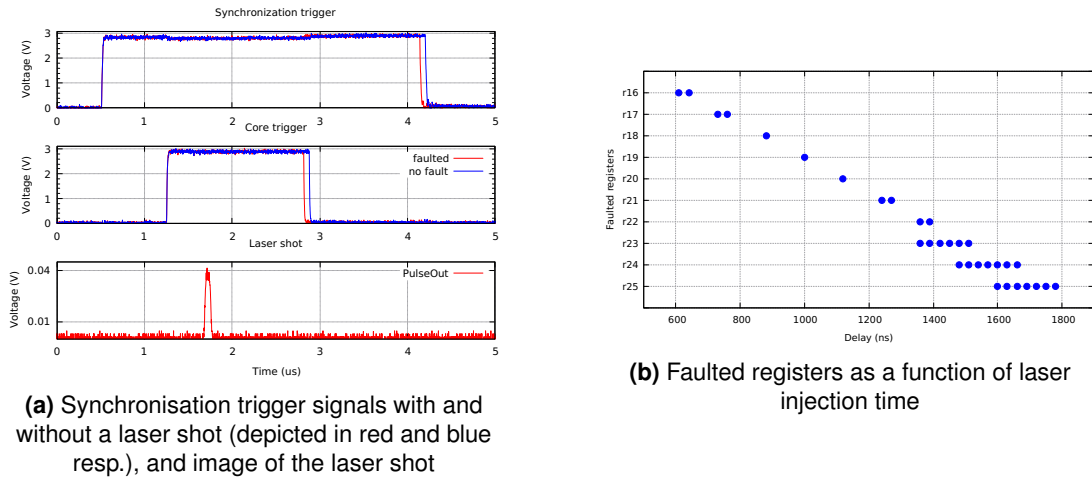 Synchronization trigger
3
2
1
0
Voltage (V)
0 1 2 3 4 5
Core trigger
3
2
1
0
Voltage (V)
faulted
no fault
0 1 2 3 4 5
Laser shot
0.04
0.01
Voltage (V)
PulseOut
0 1 2 3 4 5
Time (us)
(a) Synchronisation trigger signals with and
without a laser shot (depicted in red and blue
resp.), and image of the laser shot
r16
r17
r18
r19
r20
r21
r22
r23
r24
r25
Faulted registers
600 800 1000 1200 1400 1600 1800
Delay (ns)
(b) Faulted registers as a function of laser
injection time